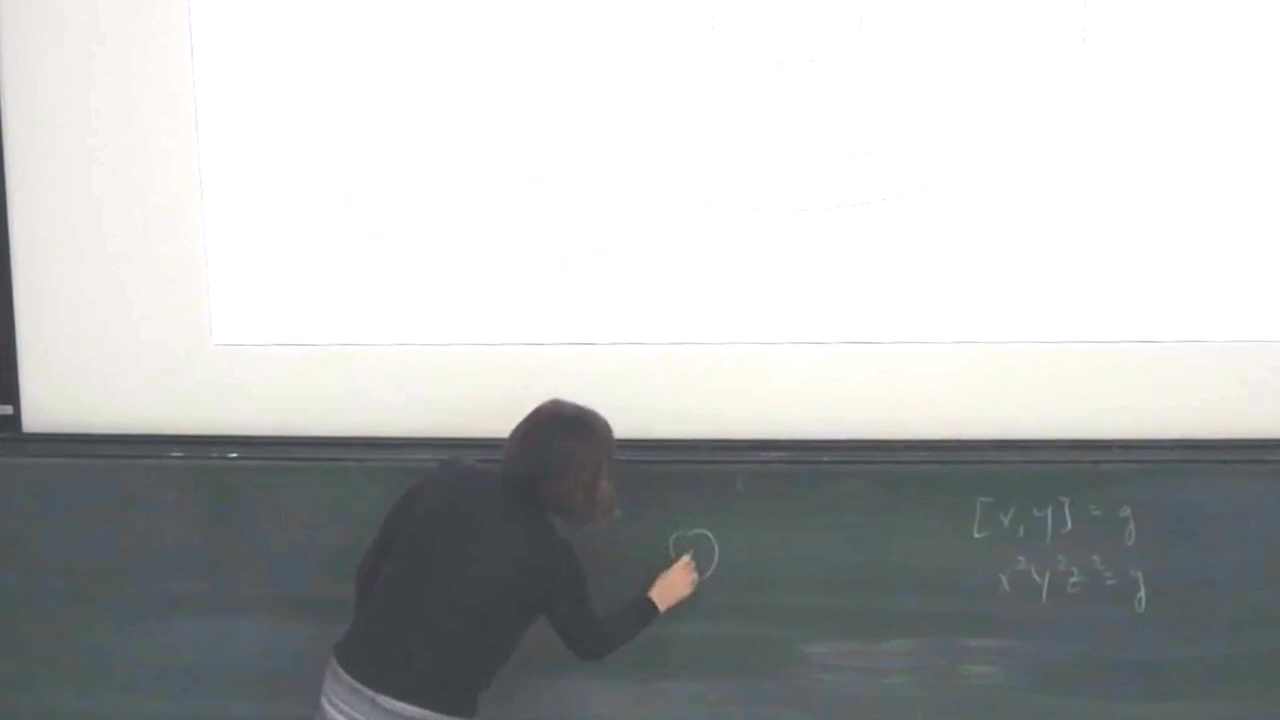 [x,y] = g
x²y²z² = g